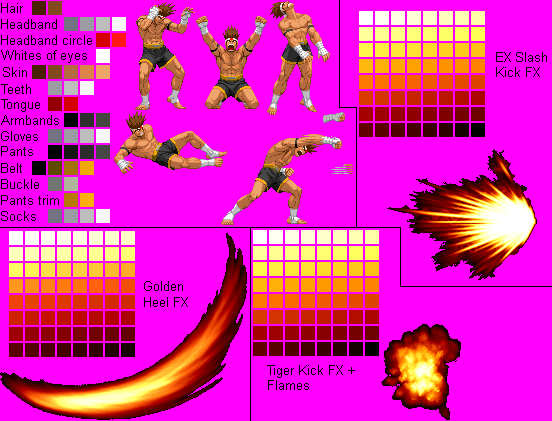 Hair
Headband
Headband circle
Whites of eyes
Skin
Teeth
Tongue
Armbands
Gloves
Pants
Belt
Buckle
Pants trim
Socks
EX Slash
Kick FX
Golden
Heel FX
Tiger Kick FX +
Flames